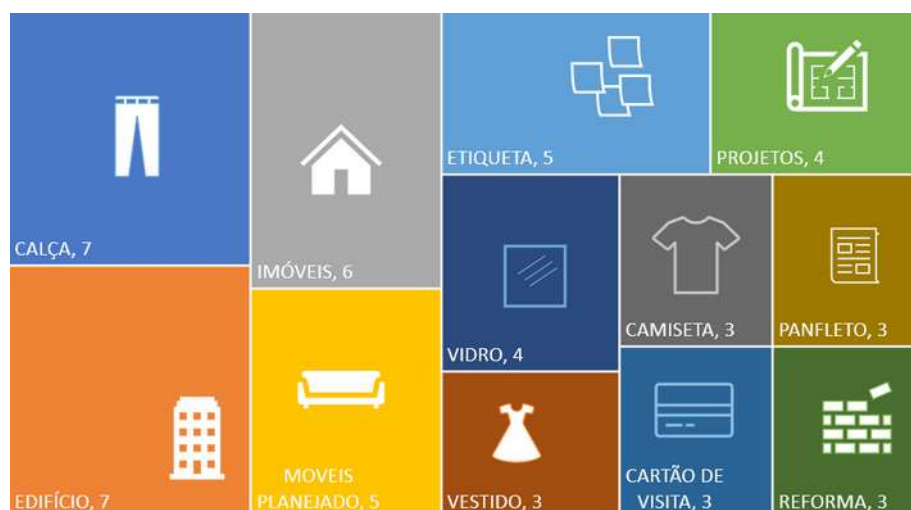 CALÇA, 7
EDIFÍCIO, 7
IMÓVEIS, 6
MOVEIS
PLANEJADO, 5
ETIQUETA, 5
PROJETOS, 4
VIDRO, 4
VESTIDO, 3
CAMISETA, 3
PANFLETO, 3
CARTÃO DE
VISITA, 3
REFORMA, 3